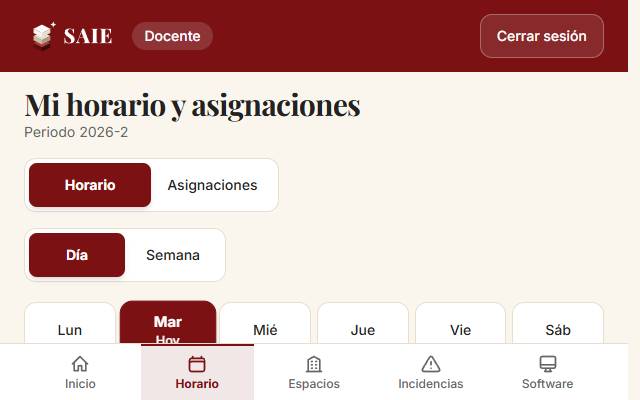 SAIE Docente Cerrar sesión
Mi horario y asignaciones
Periodo 2026-2
Horario Asignaciones
Día Semana
Lun Mar Mié Jue Vie Sáb
Hoy
Inicio Horario Espacios Incidencias Software